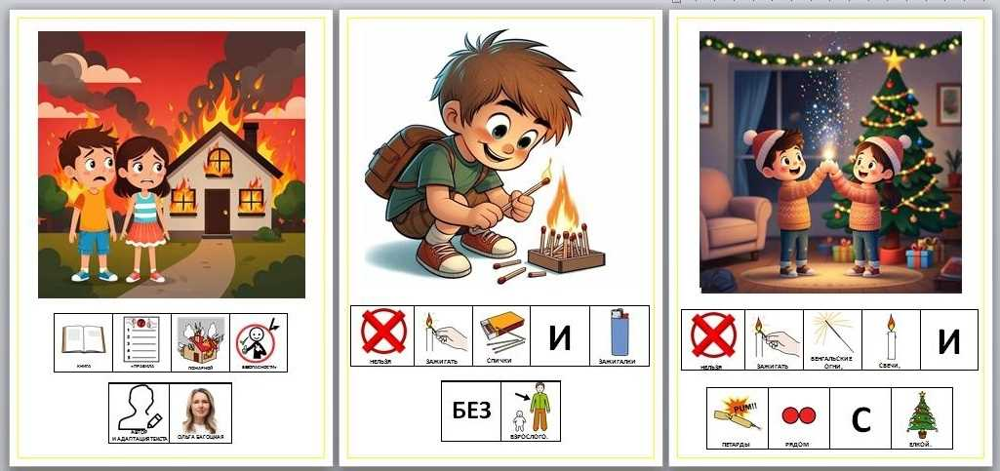 КНИГА «ПРАВИЛА ПОЖАРНОЙ БЕЗОПАСНОСТИ»
АВТОР
И АДАПТАЦИЯ ТЕКСТА ОЛЬГА БАГОЦКАЯ
НЕЛЬЗЯ ЗАЖИГАТЬ СПИЧКИ И ЗАЖИГАЛКИ
БЕЗ ВЗРОСЛОГО.
НЕЛЬЗЯ ЗАЖИГАТЬ БЕНГАЛЬСКИЕ ОГНИ, СВЕЧИ, И
PUM!!
ПЕТАРДЫ РЯДОМ С ЕЛКОЙ.